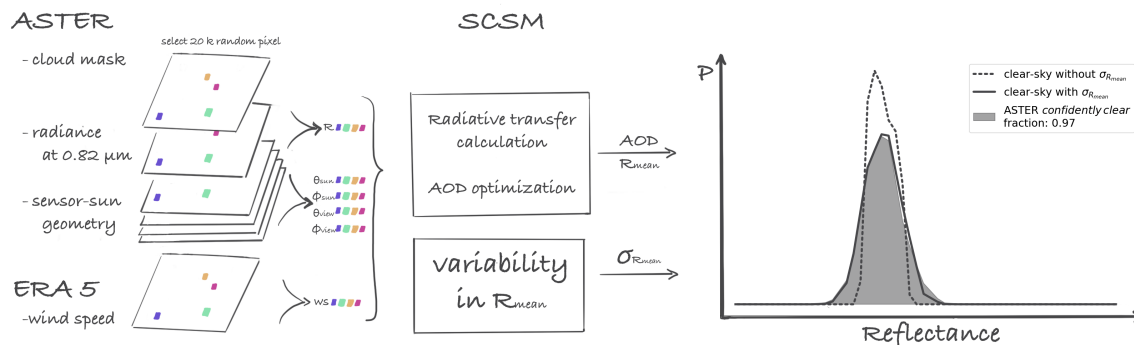 ASTER
select 20 k random pixel
- cloud mask
- radiance
at 0.82 μm
- sensor-sun
geometry
ERA 5
-wind speed
R
θsun
ϕsun
θview
ϕview
WS
SCSM
Radiative transfer
calculation
AOD optimization
variability
in Rmean
AOD
Rmean
σRmean
P
clear-sky without σRmean
clear-sky with σRmean
ASTER confidently clear
fraction: 0.97
Reflectance